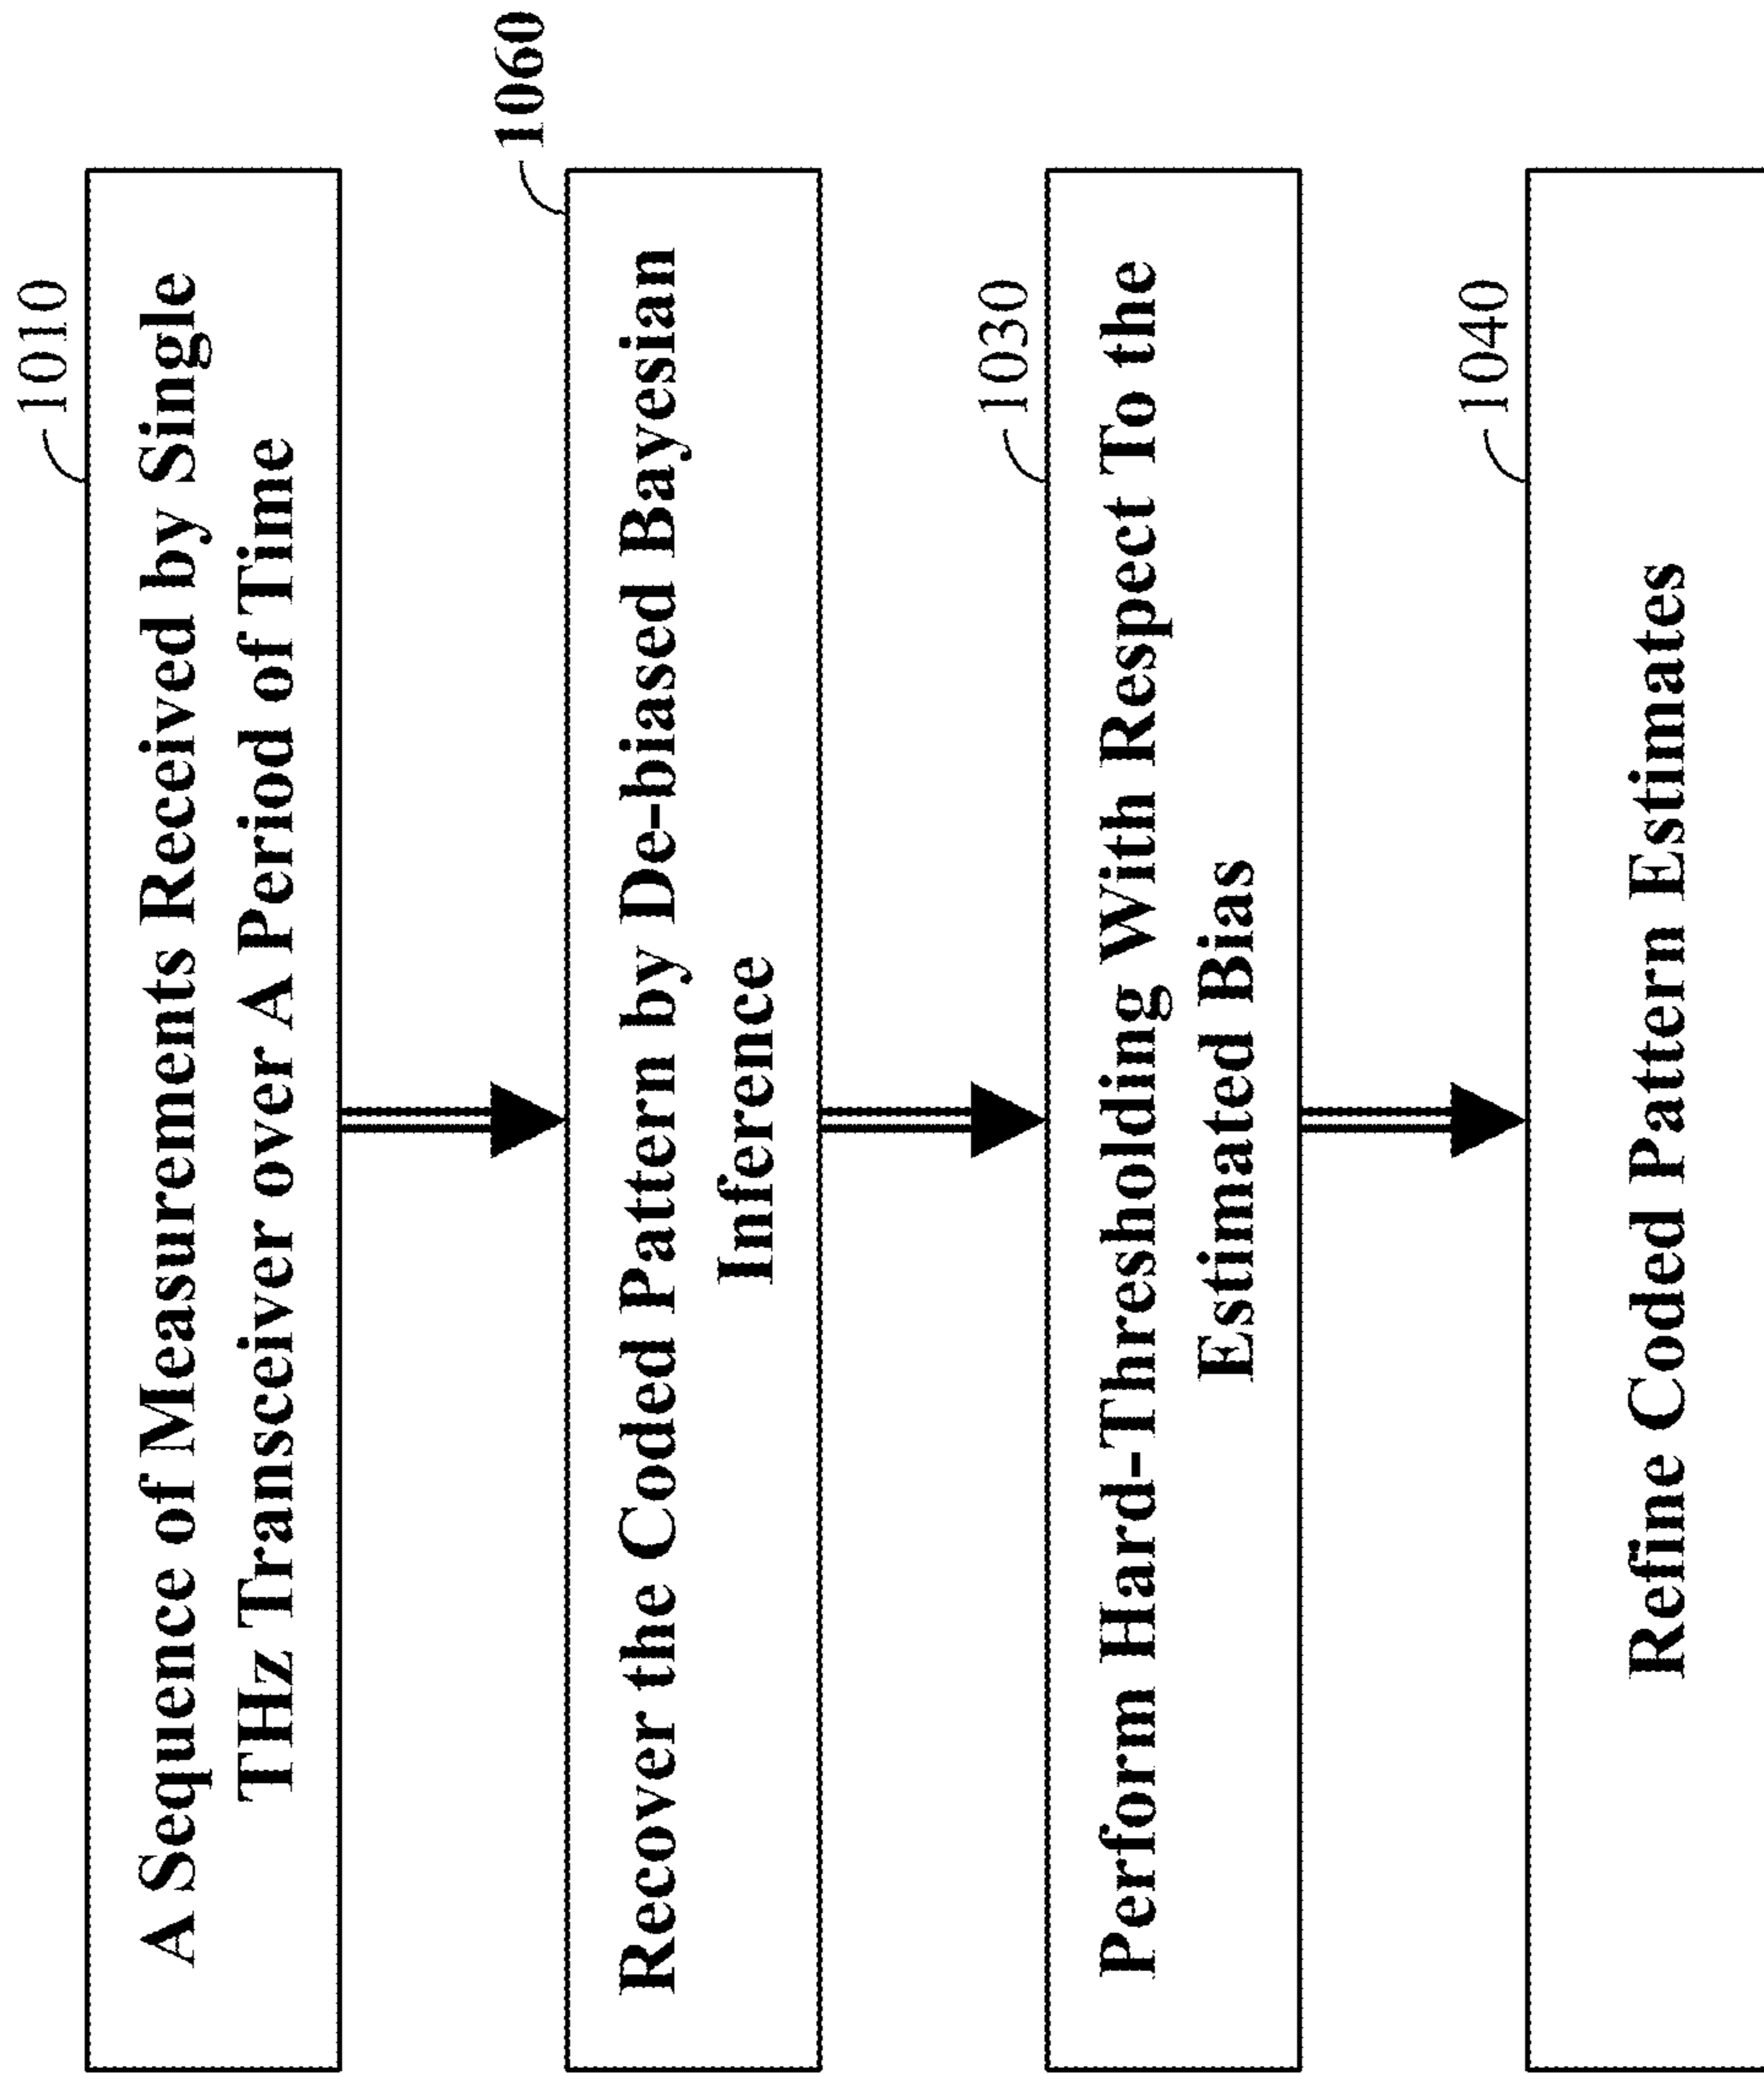 1010
A Sequence of Measurements Received by Single
THz Transceiver over A Period of Time
1060
Recover the Coded Pattern by De-biased Bayesian
Inference
1030
Perform Hard-Thresholding With Respect To the
Estimated Bias
1040
Refine Coded Pattern Estimates